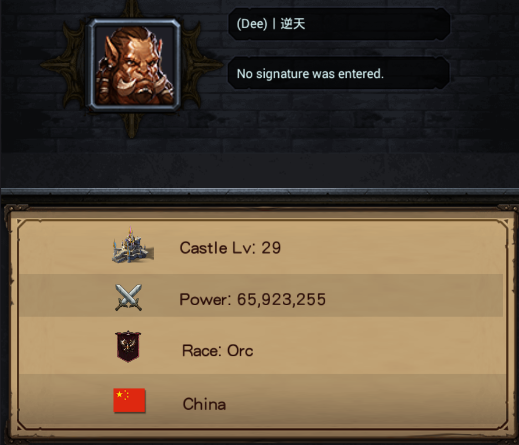 (Dee)丨逆天
No signature was entered.
Castle Lv: 29
Power: 65,923,255
Race: Orc
China